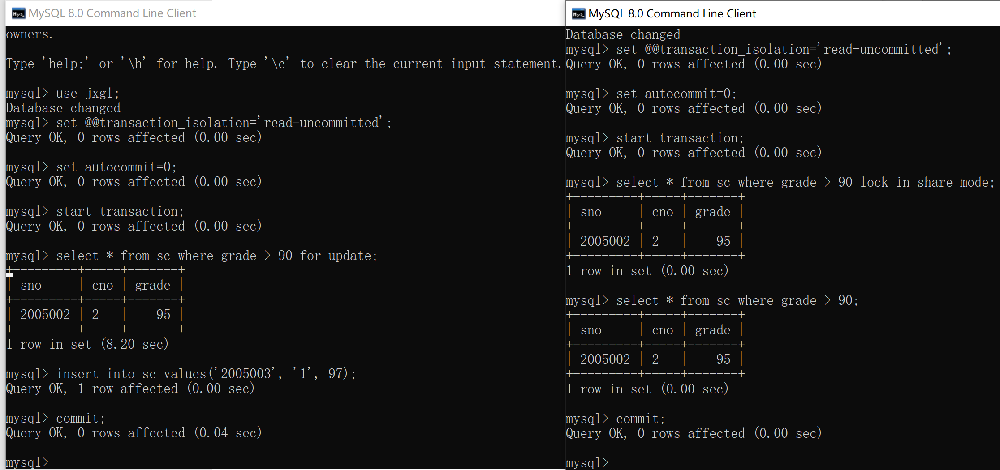 MySQL 8.0 Command Line Client
owners.

Type 'help;' or '\h' for help. Type '\c' to clear the current input statement.

mysql> use jxgl;
Database changed
mysql> set @@transaction_isolation='read-uncommitted';
Query OK, 0 rows affected (0.00 sec)

mysql> set autocommit=0;
Query OK, 0 rows affected (0.00 sec)

mysql> start transaction;
Query OK, 0 rows affected (0.00 sec)

mysql> select * from sc where grade > 90 for update;
+---------+-----+-------+
| sno     | cno | grade |
+---------+-----+-------+
| 2005002 | 2   |    95 |
+---------+-----+-------+
1 row in set (8.20 sec)

mysql> insert into sc values('2005003', '1', 97);
Query OK, 1 row affected (0.00 sec)

mysql> commit;
Query OK, 0 rows affected (0.04 sec)

mysql>
MySQL 8.0 Command Line Client
Database changed
mysql> set @@transaction_isolation='read-uncommitted';
Query OK, 0 rows affected (0.00 sec)

mysql> set autocommit=0;
Query OK, 0 rows affected (0.00 sec)

mysql> start transaction;
Query OK, 0 rows affected (0.00 sec)

mysql> select * from sc where grade > 90 lock in share mode;
+---------+-----+-------+
| sno     | cno | grade |
+---------+-----+-------+
| 2005002 | 2   |    95 |
+---------+-----+-------+
1 row in set (0.00 sec)

mysql> select * from sc where grade > 90;
+---------+-----+-------+
| sno     | cno | grade |
+---------+-----+-------+
| 2005002 | 2   |    95 |
+---------+-----+-------+
1 row in set (0.00 sec)

mysql> commit;
Query OK, 0 rows affected (0.00 sec)

mysql>